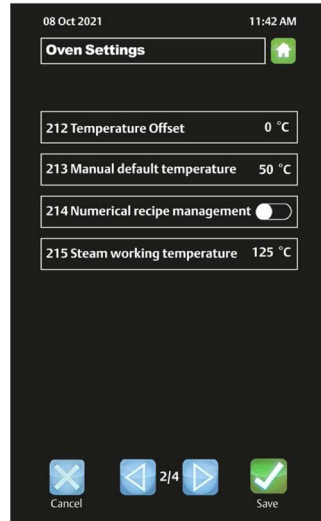 08 Oct 2021 11:42 AM
Oven Settings
212 Temperature Offset 0 °C
213 Manual default temperature 50 °C
214 Numerical recipe management
215 Steam working temperature 125 °C
2/4
Cancel Save